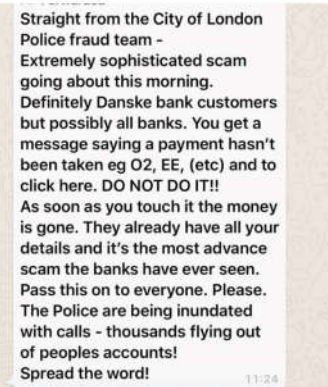 Straight from the City of London
Police fraud team -
Extremely sophisticated scam
going about this morning.
Definitely Danske bank customers
but possibly all banks. You get a
message saying a payment hasn't
been taken eg O2, EE, (etc) and to
click here. DO NOT DO IT!!
As soon as you touch it the money
is gone. They already have all your
details and it's the most advance
scam the banks have ever seen.
Pass this on to everyone. Please.
The Police are being inundated
with calls - thousands flying out
of peoples accounts!
Spread the word!
11:24